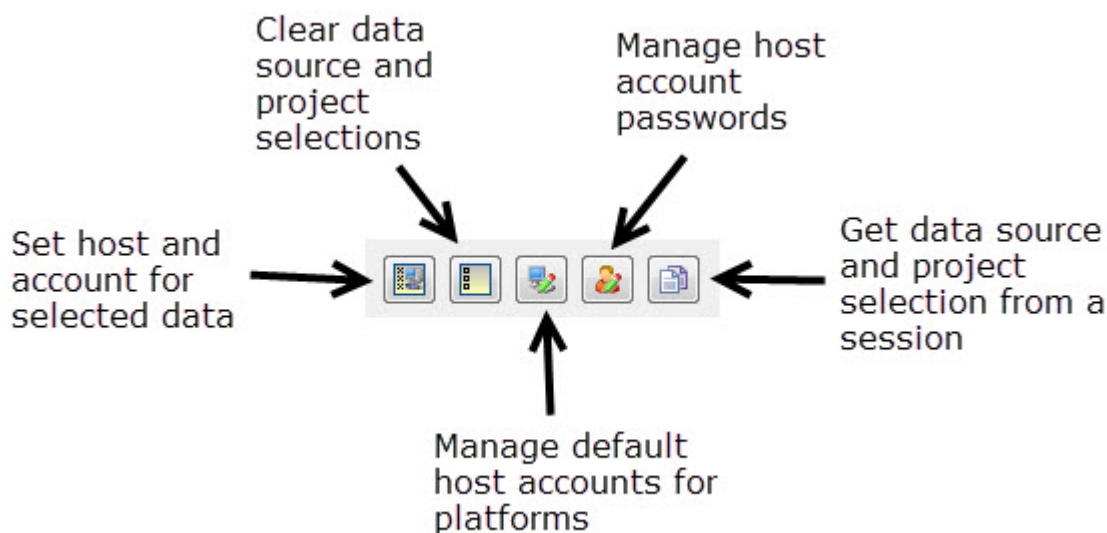 Clear data
source and
project
selections
Manage host
account
passwords
Set host and
account for
selected data
Get data source
and project
selection from a
session
Manage default
host accounts for
platforms